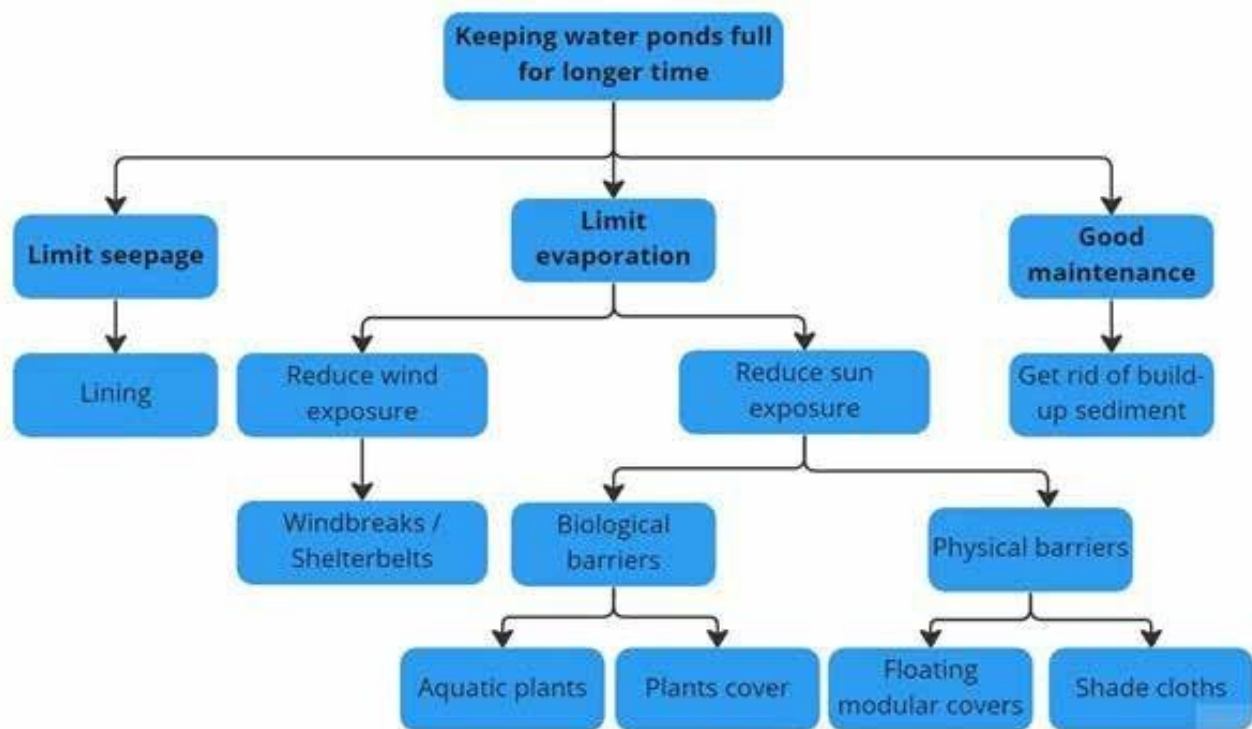 Keeping water ponds full
for longer time
Limit seepage
Limit
evaporation
Good
maintenance
Lining
Reduce wind
exposure
Reduce sun
exposure
Get rid of build-
up sediment
Windbreaks /
Shelterbelts
Biological
barriers
Physical barriers
Aquatic plants
Plants cover
Floating
modular covers
Shade cloths